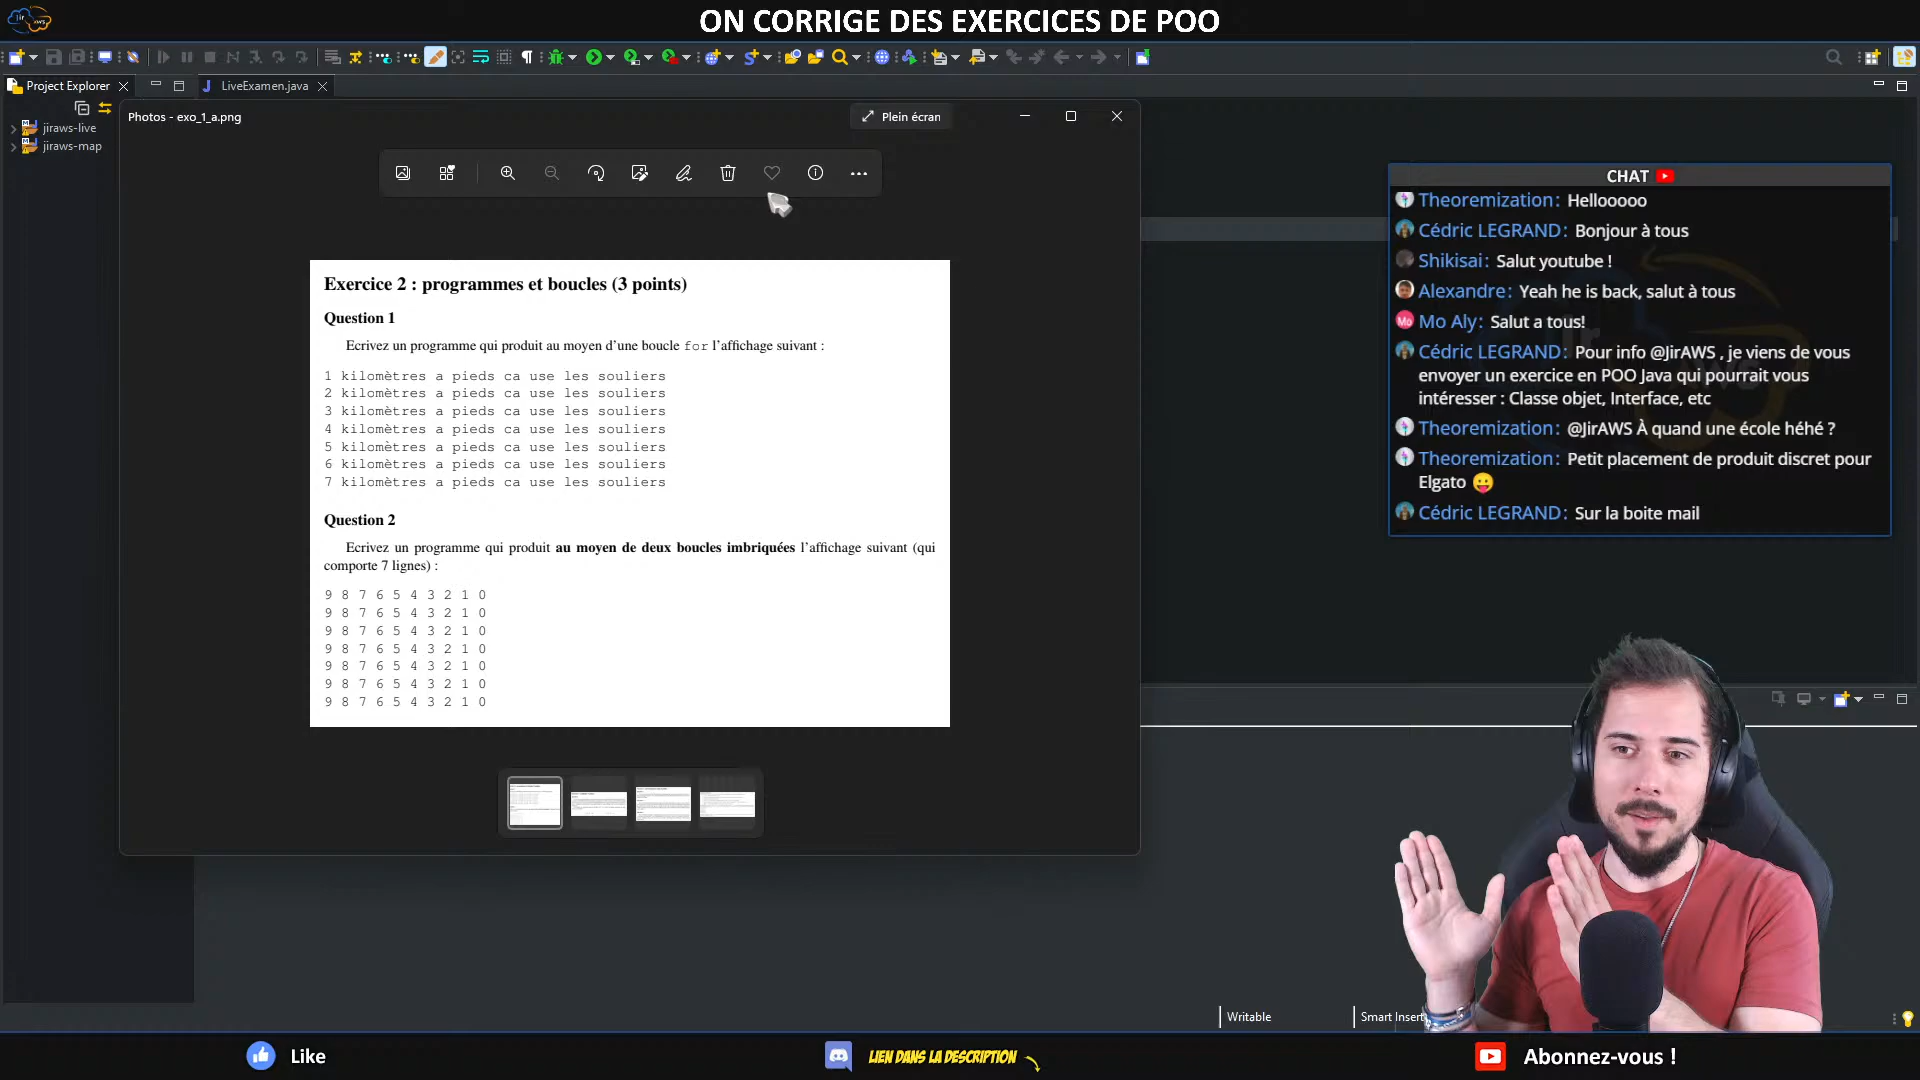 ON CORRIGE DES EXERCICES DE POO
Project Explorer
LiveExamen.java
jiraws-live
jiraws-map
Photos - exo_1_a.png
Plein écran
Exercice 2 : programmes et boucles (3 points)
Question 1
Ecrivez un programme qui produit au moyen d'une boucle for l'affichage suivant :
1 kilomètres a pieds ca use les souliers
2 kilomètres a pieds ca use les souliers
3 kilomètres a pieds ca use les souliers
4 kilomètres a pieds ca use les souliers
5 kilomètres a pieds ca use les souliers
6 kilomètres a pieds ca use les souliers
7 kilomètres a pieds ca use les souliers
Question 2
Ecrivez un programme qui produit au moyen de deux boucles imbriquées l'affichage suivant (qui
comporte 7 lignes) :
9 8 7 6 5 4 3 2 1 0
9 8 7 6 5 4 3 2 1 0
9 8 7 6 5 4 3 2 1 0
9 8 7 6 5 4 3 2 1 0
9 8 7 6 5 4 3 2 1 0
9 8 7 6 5 4 3 2 1 0
9 8 7 6 5 4 3 2 1 0
CHAT
Theoremization: Hellooooo
Cédric LEGRAND: Bonjour à tous
Shikisai: Salut youtube !
Alexandre: Yeah he is back, salut à tous
Mo Aly: Salut a tous!
Cédric LEGRAND: Pour info @JirAWS , je viens de vous
envoyer un exercice en POO Java qui pourrait vous
intéresser : Classe objet, Interface, etc
Theoremization: @JirAWS À quand une école héhé ?
Theoremization: Petit placement de produit discret pour
Elgato 😛
Cédric LEGRAND: Sur la boite mail
Writable
Smart Insert
Like
LIEN DANS LA DESCRIPTION
Abonnez-vous !